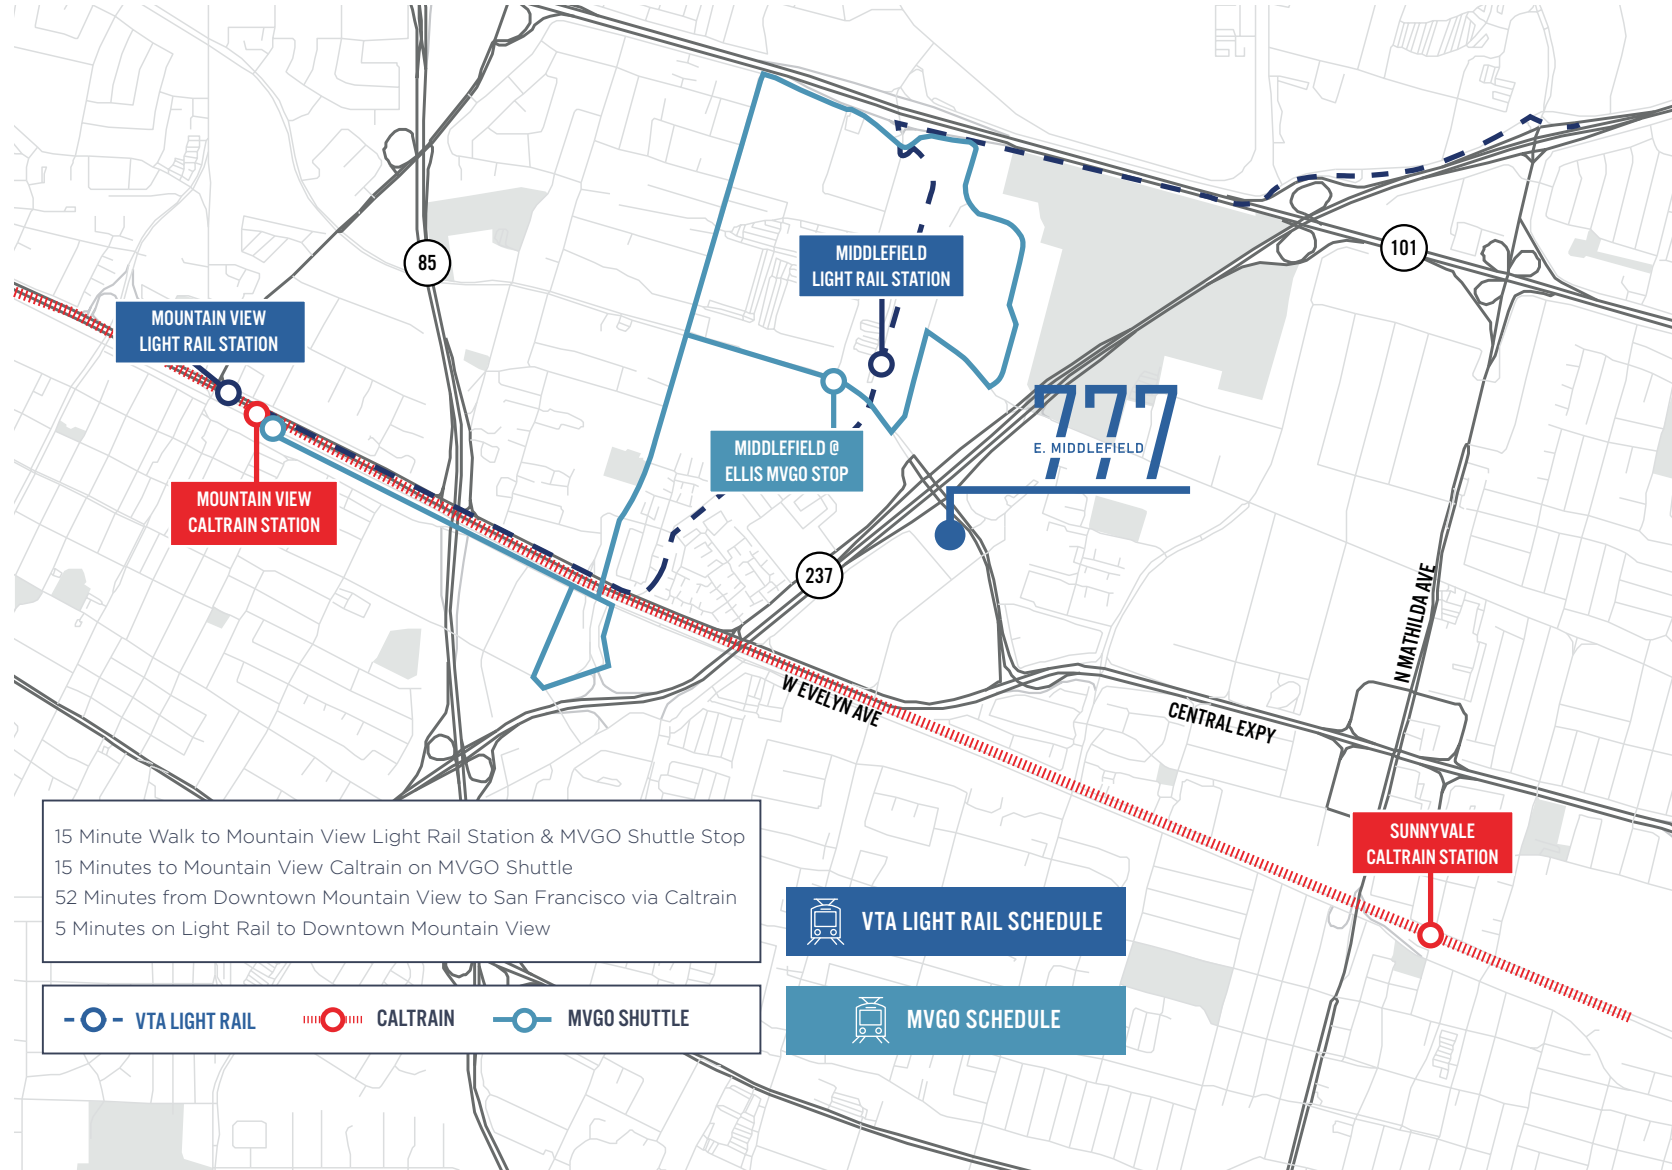 85
101
MIDDLEFIELD
LIGHT RAIL STATION
MOUNTAIN VIEW
LIGHT RAIL STATION
777
E. MIDDLEFIELD
MIDDLEFIELD @
ELLIS MVGO STOP
MOUNTAIN VIEW
CALTRAIN STATION
237
N MATHILDA AVE
W EVELYN AVE
CENTRAL EXPY
SUNNYVALE
CALTRAIN STATION
15 Minute Walk to Mountain View Light Rail Station & MVGO Shuttle Stop
15 Minutes to Mountain View Caltrain on MVGO Shuttle
52 Minutes from Downtown Mountain View to San Francisco via Caltrain
5 Minutes on Light Rail to Downtown Mountain View
VTA LIGHT RAIL SCHEDULE
VTA LIGHT RAIL
CALTRAIN
MVGO SHUTTLE
MVGO SCHEDULE